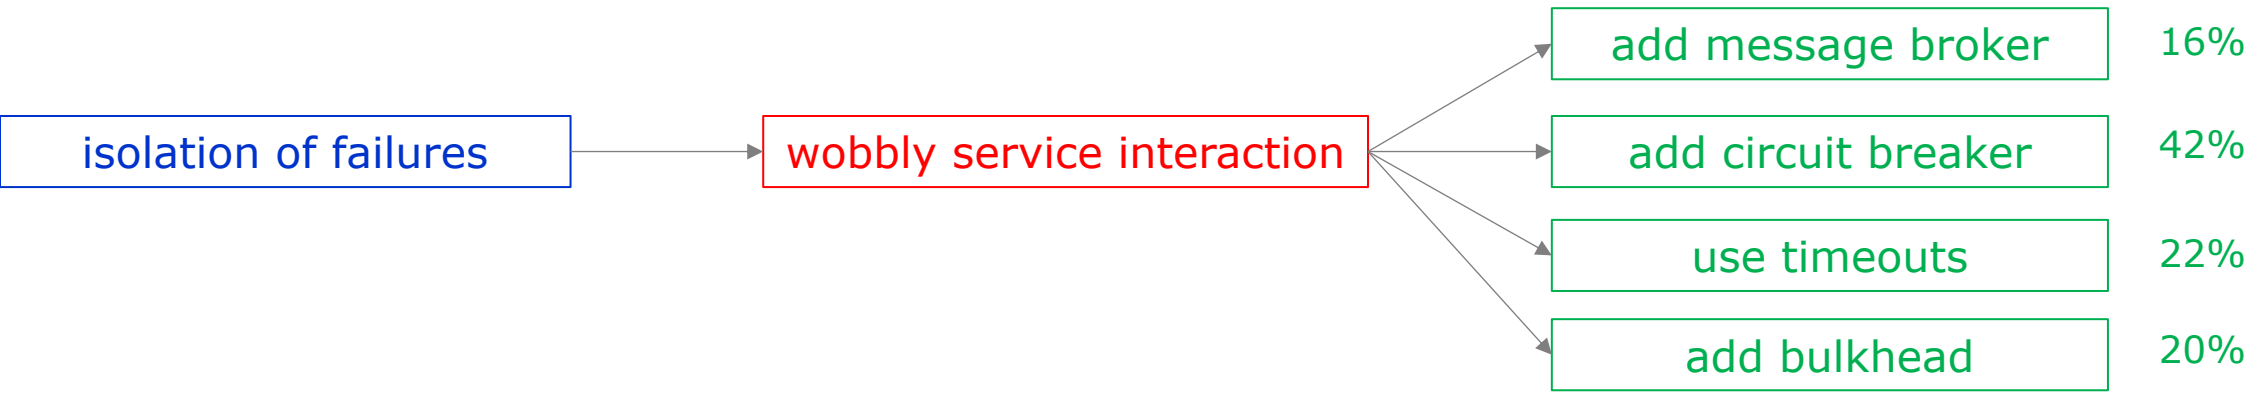 isolation of failures
wobbly service interaction
add message broker 16%
add circuit breaker 42%
use timeouts 22%
add bulkhead 20%